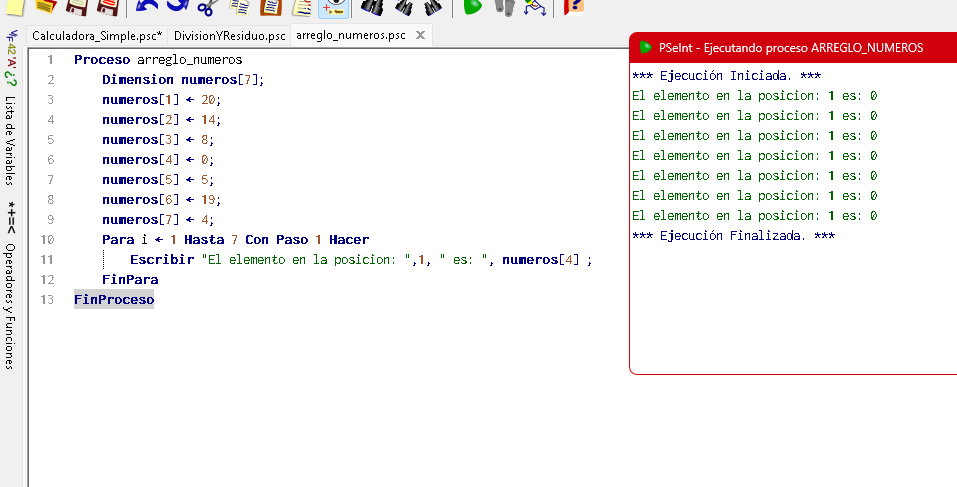 Calculadora_Simple.psc* DivisionYResiduo.psc arreglo_numeros.psc X
42 'A' ¿?
Lista de Variables
*+=<
Operadores y Funciones
1 Proceso arreglo_numeros
2 Dimension numeros[7];
3 numeros[1] ← 20;
4 numeros[2] ← 14;
5 numeros[3] ← 8;
6 numeros[4] ← 0;
7 numeros[5] ← 5;
8 numeros[6] ← 19;
9 numeros[7] ← 4;
10 Para i ← 1 Hasta 7 Con Paso 1 Hacer
11 Escribir "El elemento en la posicion: ",1, " es: ", numeros[4] ;
12 FinPara
13 FinProceso
PSeInt - Ejecutando proceso ARREGLO_NUMEROS
*** Ejecución Iniciada. ***
El elemento en la posicion: 1 es: 0
El elemento en la posicion: 1 es: 0
El elemento en la posicion: 1 es: 0
El elemento en la posicion: 1 es: 0
El elemento en la posicion: 1 es: 0
El elemento en la posicion: 1 es: 0
El elemento en la posicion: 1 es: 0
*** Ejecución Finalizada. ***